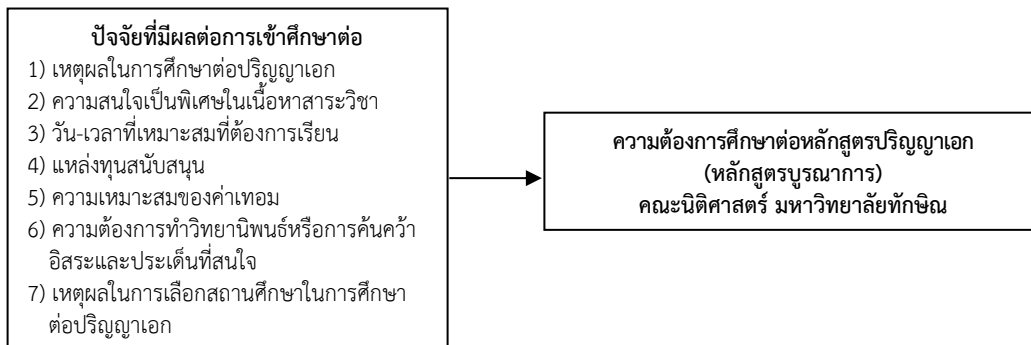 ปัจจัยที่มีผลต่อการเข้าศึกษาต่อ
1) เหตุผลในการศึกษาต่อปริญญาเอก
2) ความสนใจเป็นพิเศษในเนื้อหาสาระวิชา
3) วัน-เวลาที่เหมาะสมที่ต้องการเรียน
4) แหล่งทุนสนับสนุน
5) ความเหมาะสมของค่าเทอม
6) ความต้องการทำวิทยานิพนธ์หรือการค้นคว้า
อิสระและประเด็นที่สนใจ
7) เหตุผลในการเลือกสถานศึกษาในการศึกษา
ต่อปริญญาเอก
ความต้องการศึกษาต่อหลักสูตรปริญญาเอก
(หลักสูตรบูรณาการ)
คณะนิติศาสตร์ มหาวิทยาลัยทักษิณ